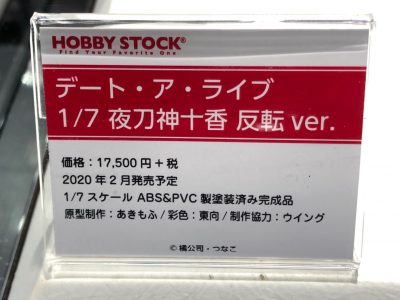 HOBBY STOCK®
Find Your Favorite One
デート・ア・ライブ
1/7 夜刀神十香 反転 ver.
価格：17,500円＋税
2020年2月発売予定
1/7スケール ABS&PVC 製塗装済み完成品
原型制作：あきもふ/彩色：東向/制作協力：ウイング
©橘公司・つなこ